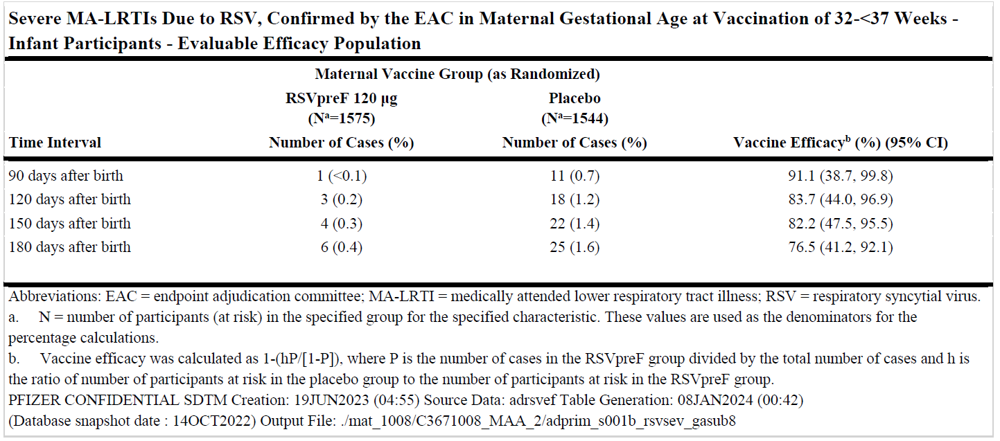 Severe MA-LRTIs Due to RSV, Confirmed by the EAC in Maternal Gestational Age at Vaccination of 32-<37 Weeks -
Infant Participants - Evaluable Efficacy Population
Maternal Vaccine Group (as Randomized)
RSVpreF 120 μg Placebo
(Nᵃ=1575) (Nᵃ=1544)
Time Interval Number of Cases (%) Number of Cases (%) Vaccine Efficacyᵇ (%) (95% CI)
90 days after birth 1 (<0.1) 11 (0.7) 91.1 (38.7, 99.8)
120 days after birth 3 (0.2) 18 (1.2) 83.7 (44.0, 96.9)
150 days after birth 4 (0.3) 22 (1.4) 82.2 (47.5, 95.5)
180 days after birth 6 (0.4) 25 (1.6) 76.5 (41.2, 92.1)
Abbreviations: EAC = endpoint adjudication committee; MA-LRTI = medically attended lower respiratory tract illness; RSV = respiratory syncytial virus.
a. N = number of participants (at risk) in the specified group for the specified characteristic. These values are used as the denominators for the
percentage calculations.
b. Vaccine efficacy was calculated as 1-(hP/[1-P]), where P is the number of cases in the RSVpreF group divided by the total number of cases and h is
the ratio of number of participants at risk in the placebo group to the number of participants at risk in the RSVpreF group.
PFIZER CONFIDENTIAL SDTM Creation: 19JUN2023 (04:55) Source Data: adrsvef Table Generation: 08JAN2024 (00:42)
(Database snapshot date : 14OCT2022) Output File: ./mat_1008/C3671008_MAA_2/adprim_s001b_rsvsev_gasub8